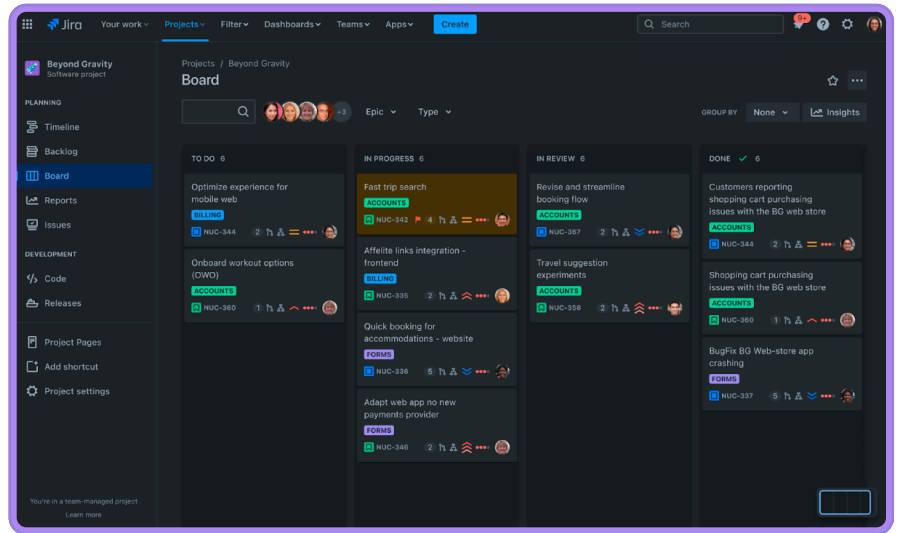 Jira
Your work
Projects
Filter
Dashboards
Teams
Apps
Create
Search
9+
Beyond Gravity
Software project
PLANNING
Timeline
Backlog
Board
Reports
Issues
DEVELOPMENT
Code
Releases
Project Pages
Add shortcut
Project settings
You're in a team-managed project
Learn more
Projects / Beyond Gravity
Board
+3
Epic
Type
GROUP BY
None
Insights
TO DO 6
Optimize experience for
mobile web
BILLING
NUC-344 2
Onboard workout options
(OWO)
ACCOUNTS
NUC-360 1
IN PROGRESS 6
Fast trip search
ACCOUNTS
NUC-342 4
Affelite links integration -
frontend
BILLING
NUC-335 2
Quick booking for
accommodations - website
FORMS
NUC-336 5
Adapt web app no new
payments provider
FORMS
NUC-346 2
IN REVIEW 6
Revise and streamline
booking flow
ACCOUNTS
NUC-367 2
Travel suggestion
experiments
ACCOUNTS
NUC-358 2
DONE 6
Customers reporting
shopping cart purchasing
issues with the BG web store
ACCOUNTS
NUC-344 2
Shopping cart purchasing
issues with the BG web store
ACCOUNTS
NUC-360 1
BugFix BG Web-store app
crashing
FORMS
NUC-337 5